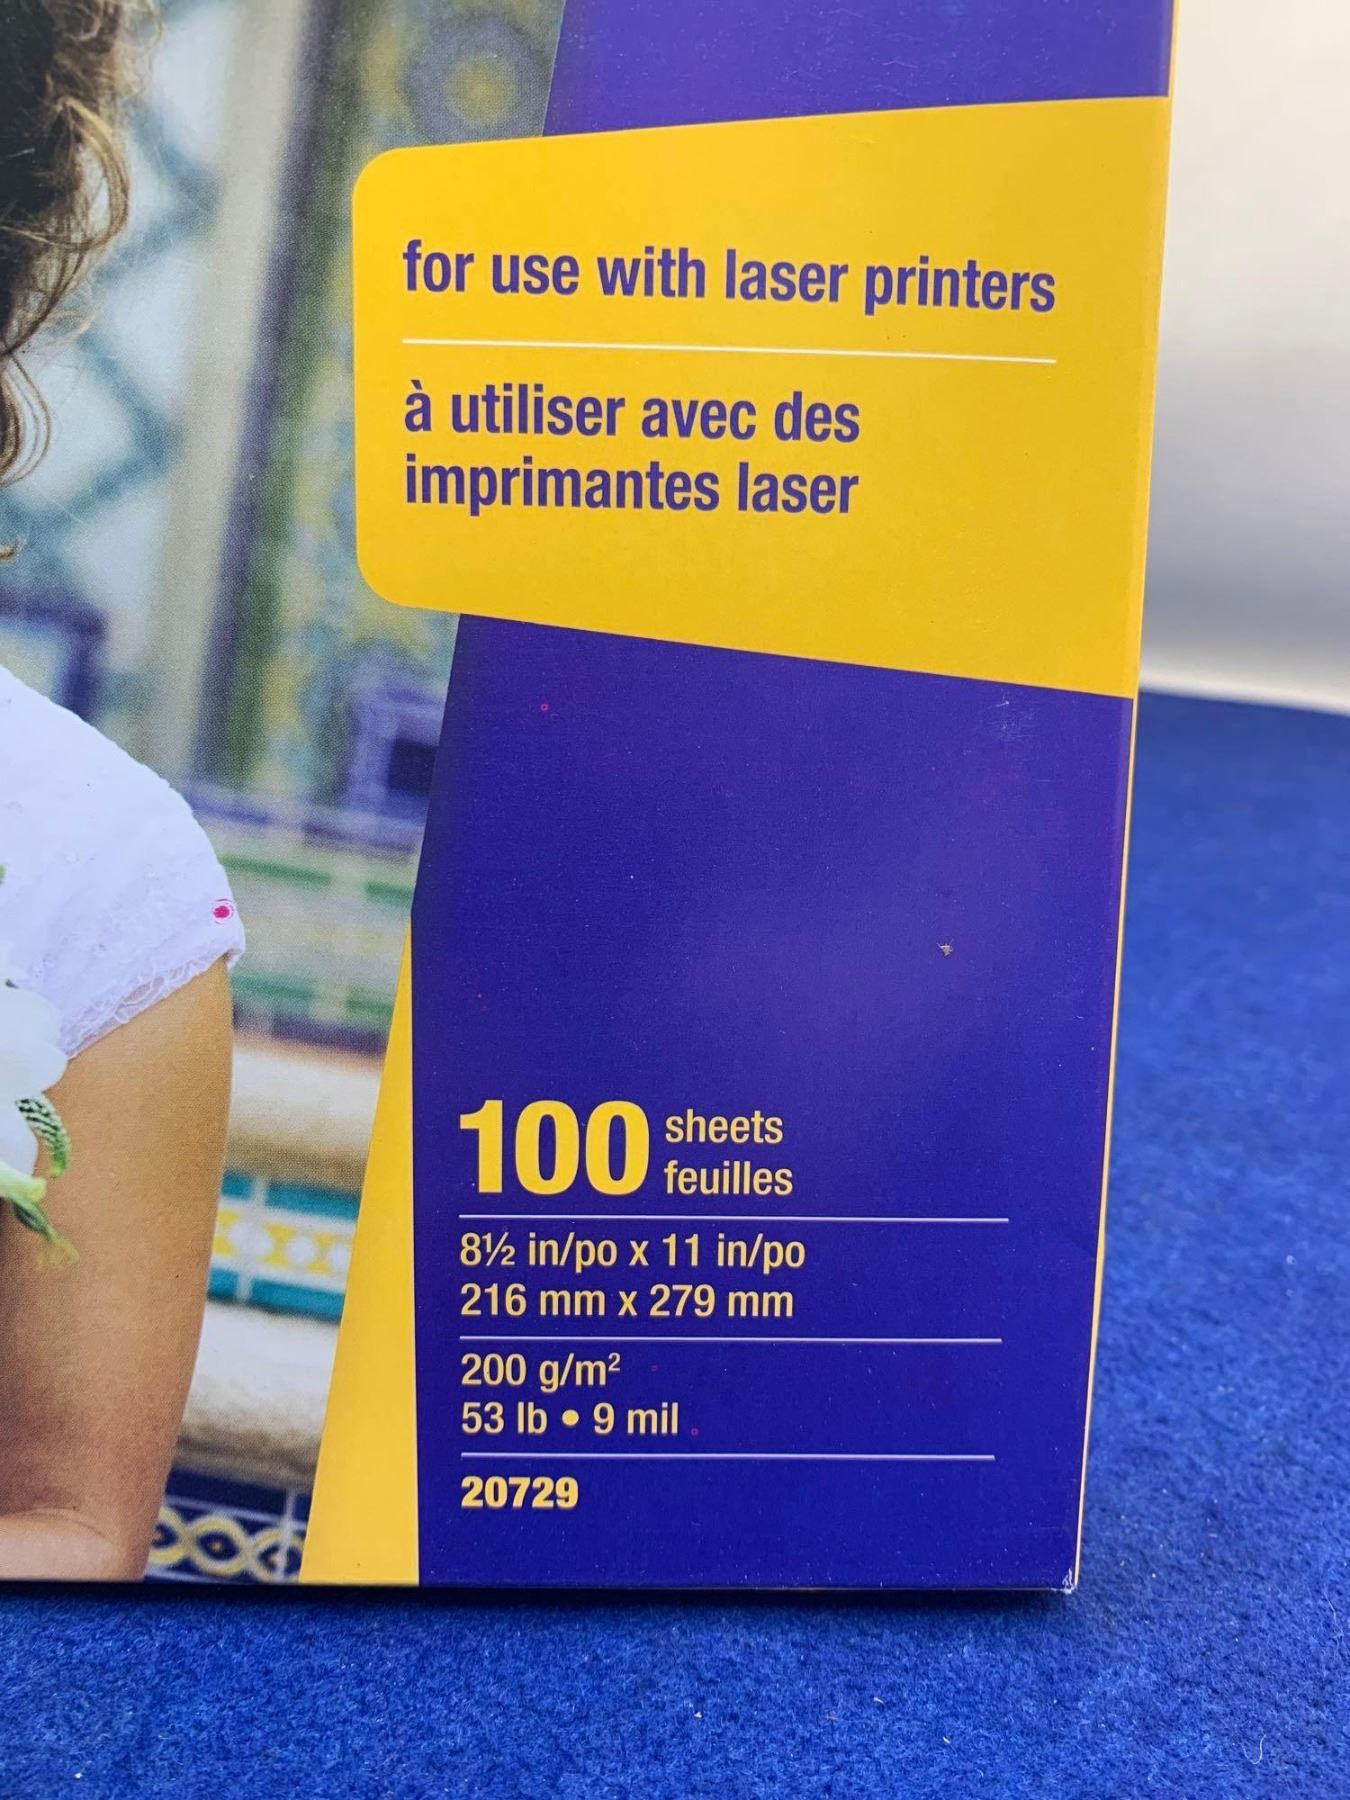 for use with laser printers
à utiliser avec des
imprimantes laser
100 sheets
feuilles
8½ in/po x 11 in/po
216 mm x 279 mm
200 g/m²
53 lb • 9 mil
20729